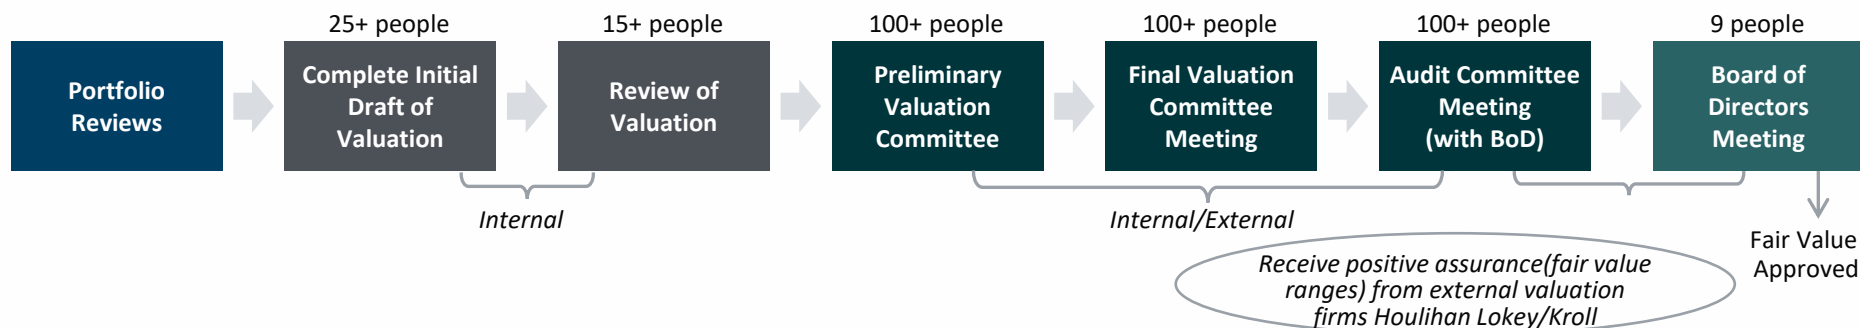 25+ people
15+ people
100+ people
100+ people
100+ people
9 people
Portfolio
Reviews
Complete Initial
Draft of
Valuation
Review of
Valuation
Preliminary
Valuation
Committee
Final Valuation
Committee
Meeting
Audit Committee
Meeting
(with BoD)
Board of
Directors
Meeting
Internal
Internal/External
Fair Value
Approved
Receive positive assurance(fair value
ranges) from external valuation
firms Houlihan Lokey/Kroll